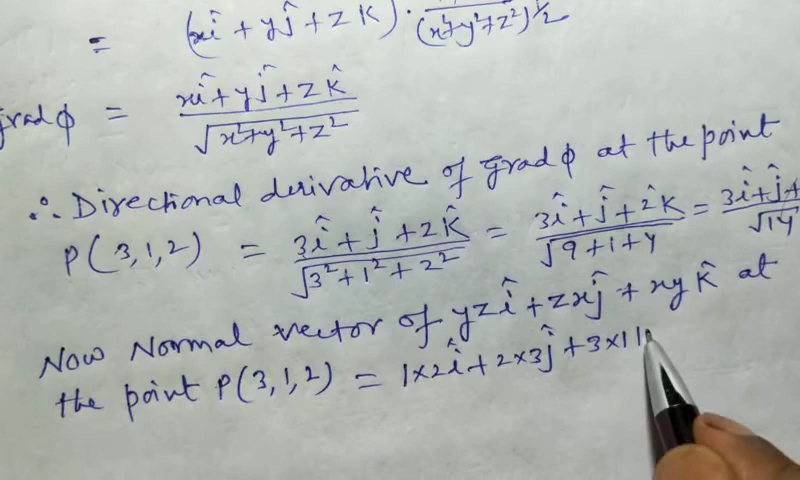 = (xî + yĵ + zk̂) · 1/(x²+y²+z²)^1/2
grad φ = (xî + yĵ + zk̂)/√(x²+y²+z²)
∴ Directional derivative of grad φ at the point
P(3,1,2) = (3î + ĵ + 2k̂)/√(3²+1²+2²) = (3î + ĵ + 2k̂)/√(9+1+4) = (3î + ĵ +)/√14
Now Normal vector of yzî + zxĵ + xyk̂ at
the point P(3,1,2) = 1×2î + 2×3ĵ + 3×1